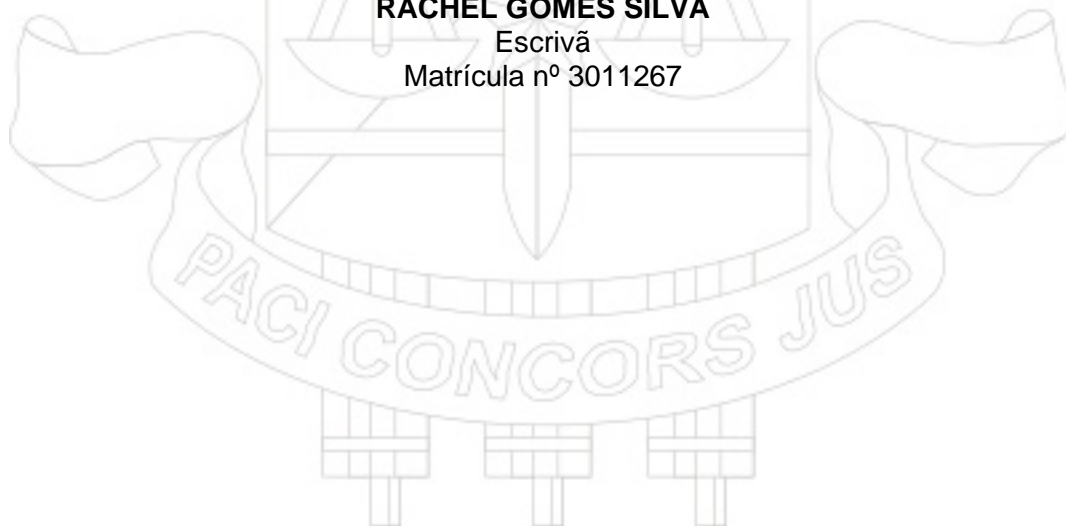 RACHEL GOMES SILVA
Escrivã
Matrícula nº 3011267
PACI CONCORS JUS